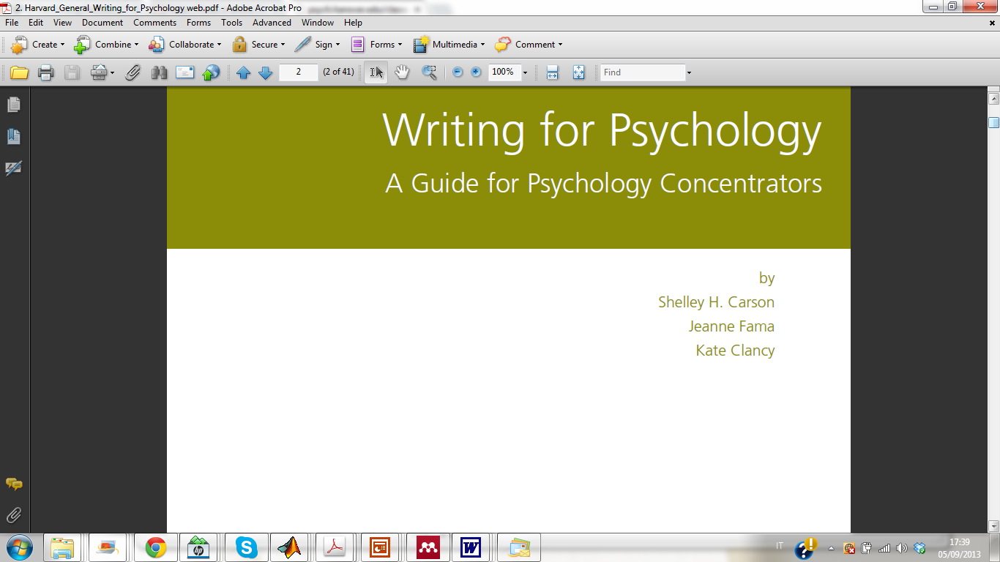 2. Harvard_General_Writing_for_Psychology web.pdf - Adobe Acrobat Pro
File Edit View Document Comments Forms Tools Advanced Window Help
Create Combine Collaborate Secure Sign Forms Multimedia Comment
2 (2 of 41) 100% Find
Writing for Psychology
A Guide for Psychology Concentrators
by
Shelley H. Carson
Jeanne Fama
Kate Clancy
IT
17:39
05/09/2013